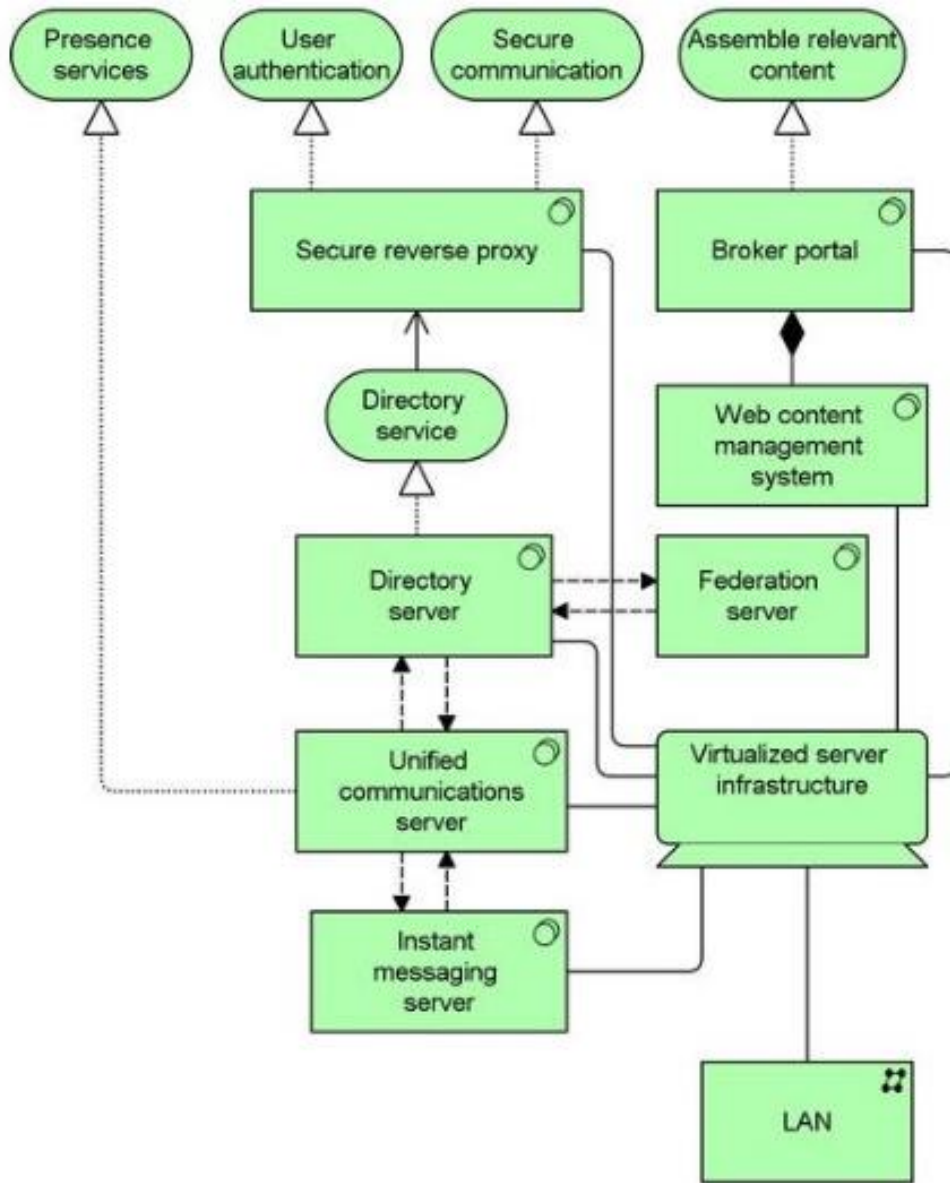 Presence
services
User
authentication
Secure
communication
Assemble relevant
content
Secure reverse proxy
Broker portal
Directory
service
Web content
management
system
Directory
server
Federation
server
Unified
communications
server
Virtualized server
infrastructure
Instant
messaging
server
LAN